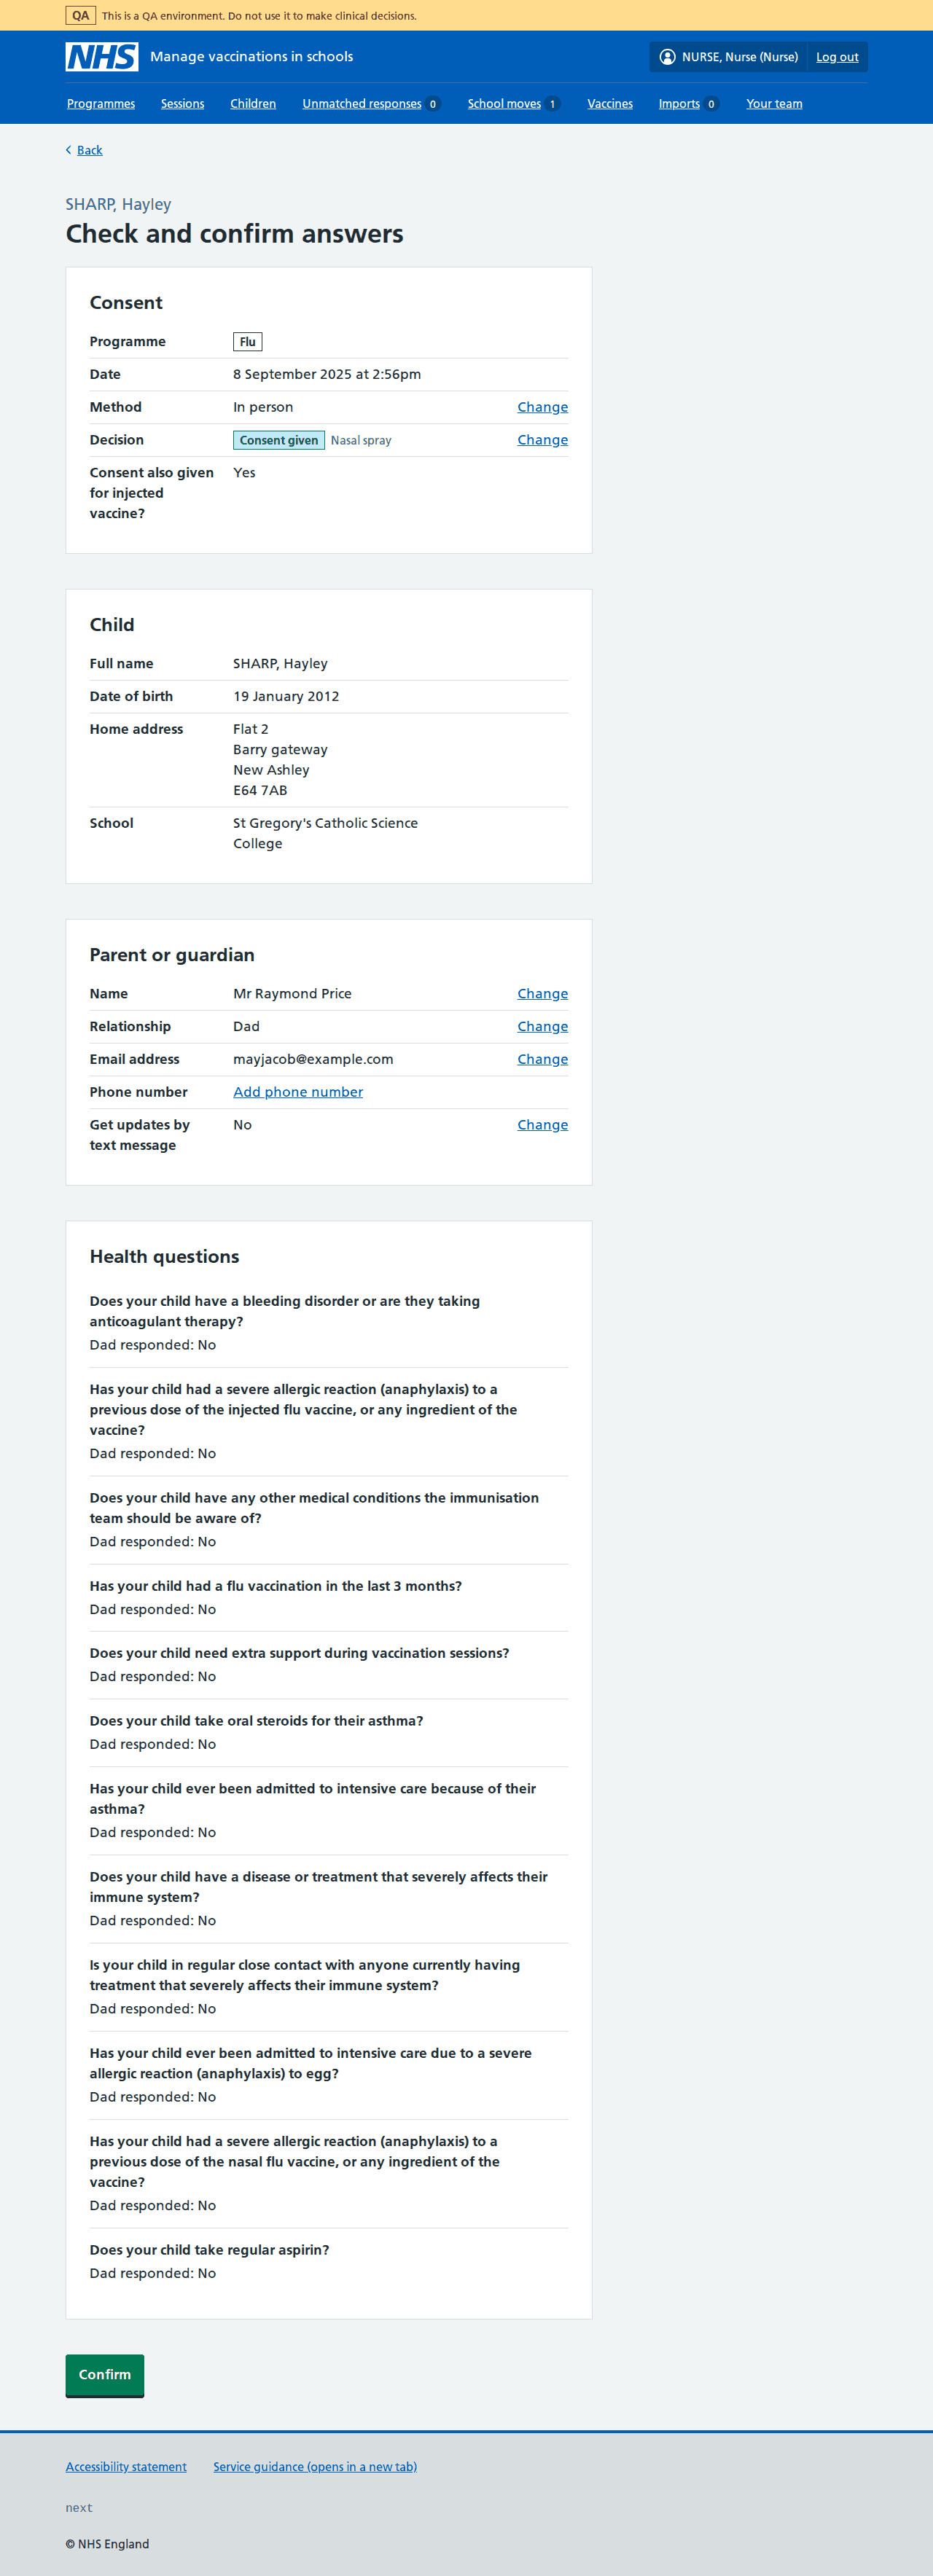 QA This is a QA environment. Do not use it to make clinical decisions.
NHS Manage vaccinations in schools NURSE, Nurse (Nurse) Log out
Programmes Sessions Children Unmatched responses 0 School moves 1 Vaccines Imports 0 Your team
Back
SHARP, Hayley
Check and confirm answers
Consent
Programme Flu
Date 8 September 2025 at 2:56pm
Method In person Change
Decision Consent given Nasal spray Change
Consent also given Yes
for injected
vaccine?
Child
Full name SHARP, Hayley
Date of birth 19 January 2012
Home address Flat 2
Barry gateway
New Ashley
E64 7AB
School St Gregory's Catholic Science
College
Parent or guardian
Name Mr Raymond Price Change
Relationship Dad Change
Email address mayjacob@example.com Change
Phone number Add phone number
Get updates by No Change
text message
Health questions
Does your child have a bleeding disorder or are they taking
anticoagulant therapy?
Dad responded: No
Has your child had a severe allergic reaction (anaphylaxis) to a
previous dose of the injected flu vaccine, or any ingredient of the
vaccine?
Dad responded: No
Does your child have any other medical conditions the immunisation
team should be aware of?
Dad responded: No
Has your child had a flu vaccination in the last 3 months?
Dad responded: No
Does your child need extra support during vaccination sessions?
Dad responded: No
Does your child take oral steroids for their asthma?
Dad responded: No
Has your child ever been admitted to intensive care because of their
asthma?
Dad responded: No
Does your child have a disease or treatment that severely affects their
immune system?
Dad responded: No
Is your child in regular close contact with anyone currently having
treatment that severely affects their immune system?
Dad responded: No
Has your child ever been admitted to intensive care due to a severe
allergic reaction (anaphylaxis) to egg?
Dad responded: No
Has your child had a severe allergic reaction (anaphylaxis) to a
previous dose of the nasal flu vaccine, or any ingredient of the
vaccine?
Dad responded: No
Does your child take regular aspirin?
Dad responded: No
Confirm
Accessibility statement Service guidance (opens in a new tab)
next
© NHS England